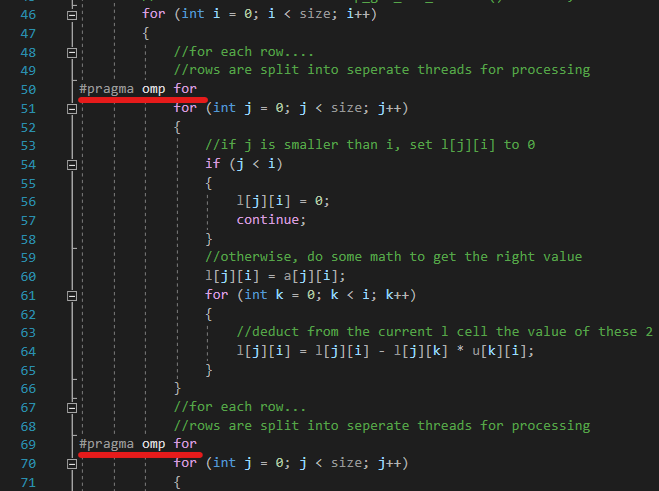 46 for (int i = 0; i < size; i++)
47 {
48 //for each row....
49 //rows are split into seperate threads for processing
50 #pragma omp for
51 for (int j = 0; j < size; j++)
52 {
53 //if j is smaller than i, set l[j][i] to 0
54 if (j < i)
55 {
56 l[j][i] = 0;
57 continue;
58 }
59 //otherwise, do some math to get the right value
60 l[j][i] = a[j][i];
61 for (int k = 0; k < i; k++)
62 {
63 //deduct from the current l cell the value of these 2
64 l[j][i] = l[j][i] - l[j][k] * u[k][i];
65 }
66 }
67 //for each row...
68 //rows are split into seperate threads for processing
69 #pragma omp for
70 for (int j = 0; j < size; j++)
71 {